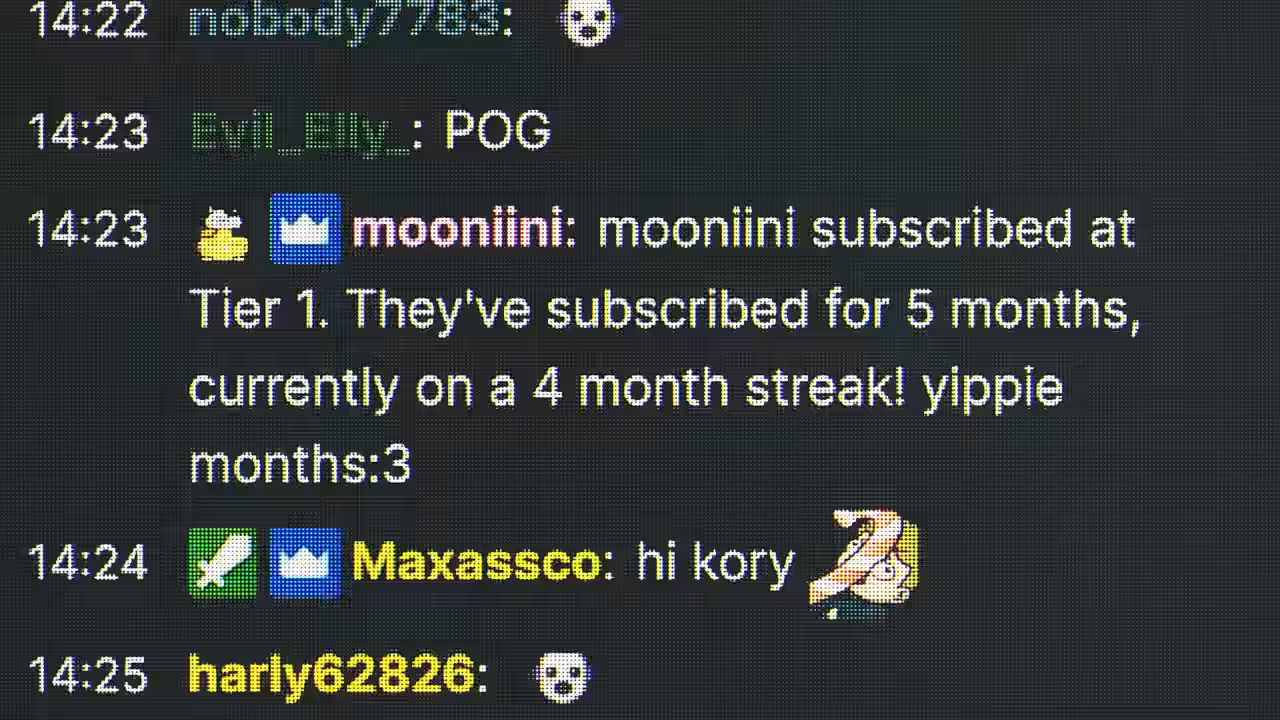 14:22 nobody7783:
14:23 Evil_Elly_: POG
14:23 mooniini: mooniini subscribed at
Tier 1. They've subscribed for 5 months,
currently on a 4 month streak! yippie
months:3
14:24 Maxassco: hi kory
14:25 harly62826: